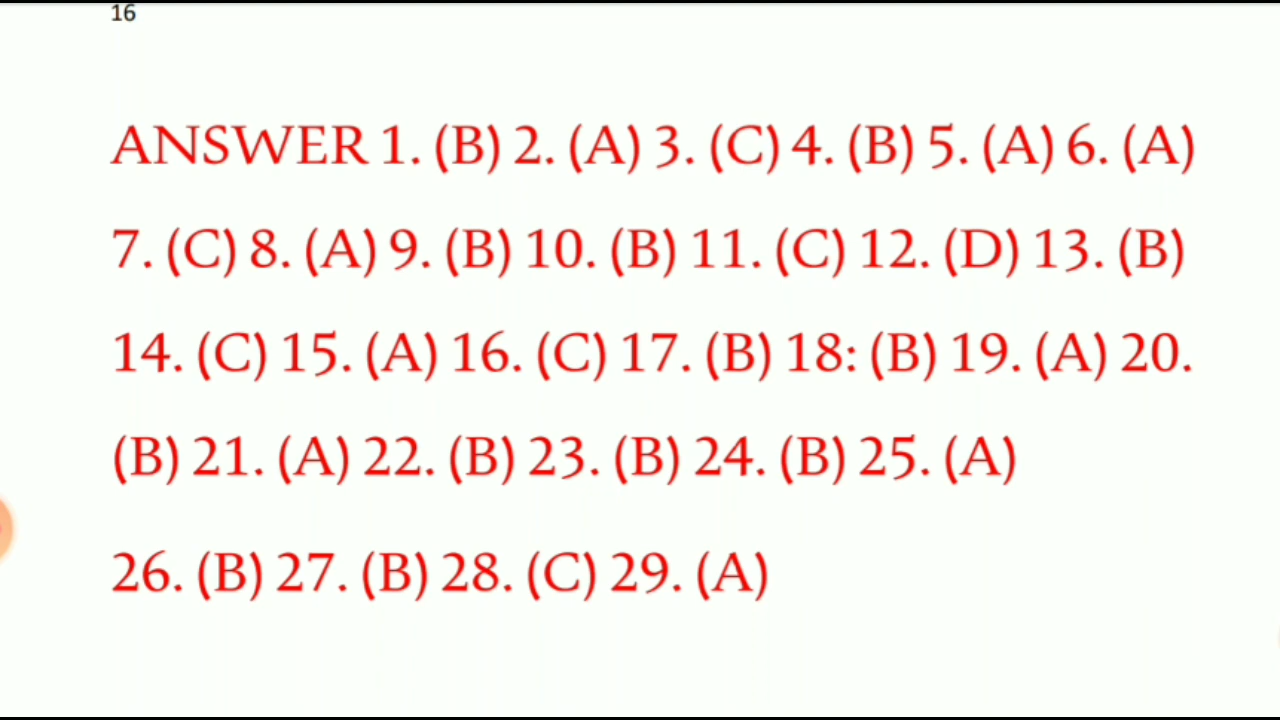 16
ANSWER 1. (B) 2. (A) 3. (C) 4. (B) 5. (A) 6. (A)
7. (C) 8. (A) 9. (B) 10. (B) 11. (C) 12. (D) 13. (B)
14. (C) 15. (A) 16. (C) 17. (B) 18: (B) 19. (A) 20.
(B) 21. (A) 22. (B) 23. (B) 24. (B) 25. (A)
26. (B) 27. (B) 28. (C) 29. (A)